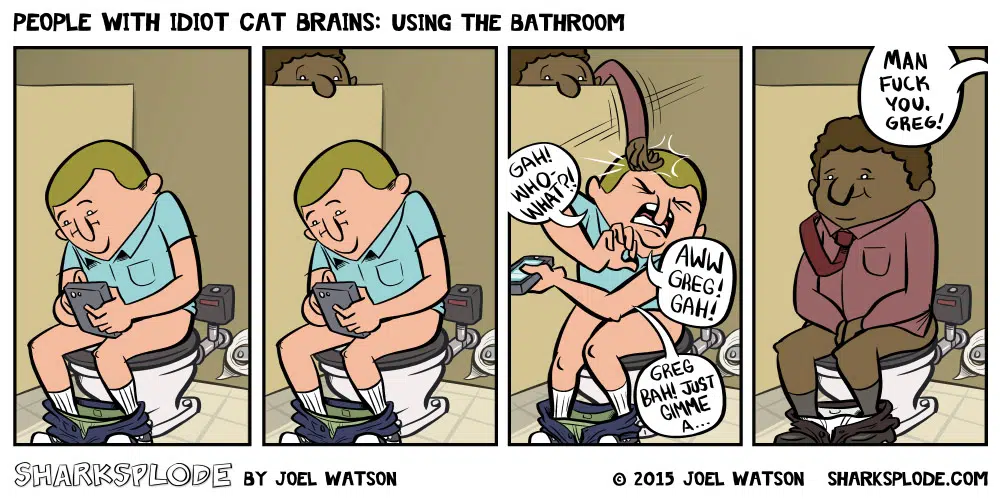 PEOPLE WITH IDIOT CAT BRAINS: USING THE BATHROOM
GAH!
WHO-
WHAT?!
AWW
GREG!
GAH!
GREG
BAH! JUST
GIMME
A...
MAN
FUCK
YOU,
GREG!
SHARKSPLODE BY JOEL WATSON
© 2015 JOEL WATSON SHARKSPLODE.COM